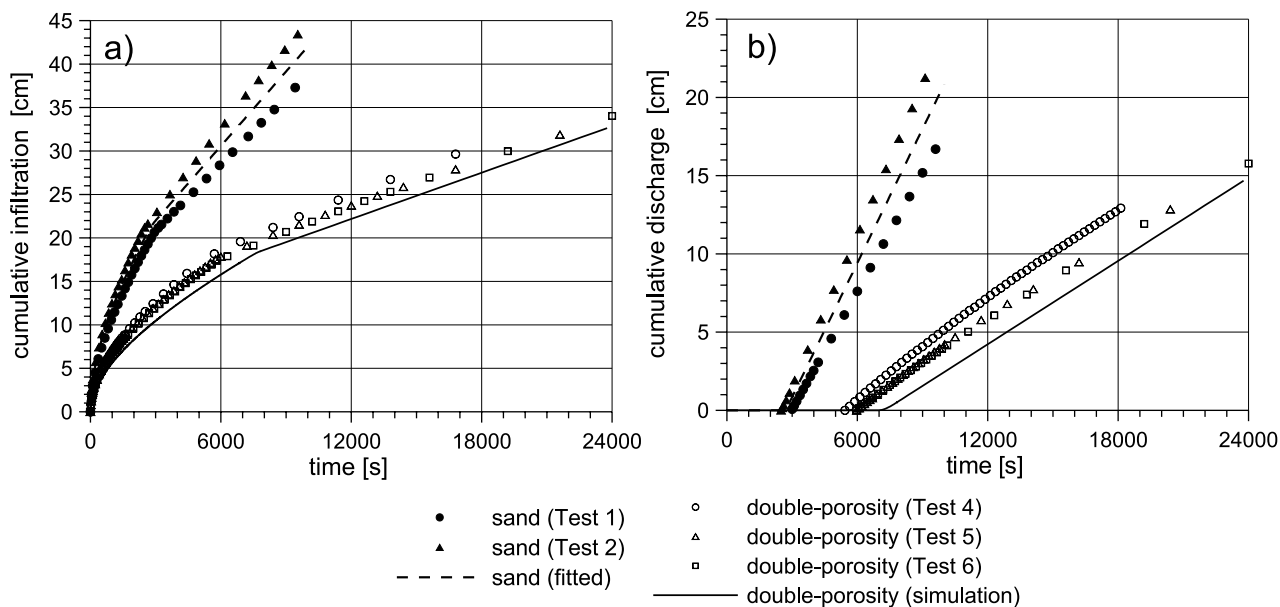 a)
cumulative infiltration [cm]
45
40
35
30
25
20
15
10
5
0
0 6000 12000 18000 24000
time [s]
b)
cumulative discharge [cm]
25
20
15
10
5
0
0 6000 12000 18000 24000
time [s]
sand (Test 1)
sand (Test 2)
sand (fitted)
double-porosity (Test 4)
double-porosity (Test 5)
double-porosity (Test 6)
double-porosity (simulation)